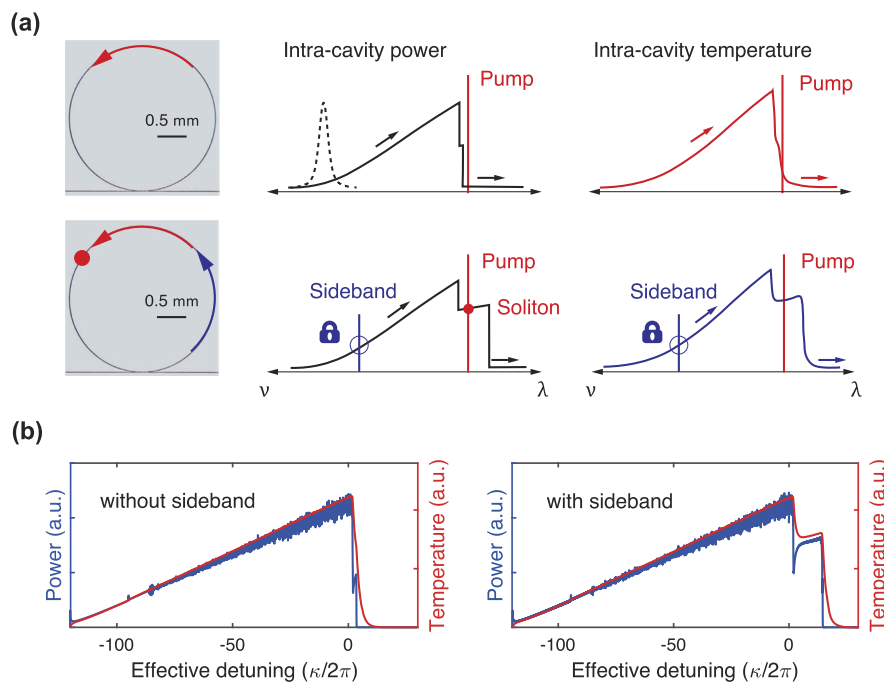 (a)
Intra-cavity power
Intra-cavity temperature
Pump
Pump
0.5 mm
Pump
Pump
Sideband
Sideband
Soliton
0.5 mm
ν
λ
ν
λ
(b)
Power (a.u.)
without sideband
Temperature (a.u.)
-100
-50
0
Effective detuning (κ/2π)
Power (a.u.)
with sideband
Temperature (a.u.)
-100
-50
0
Effective detuning (κ/2π)